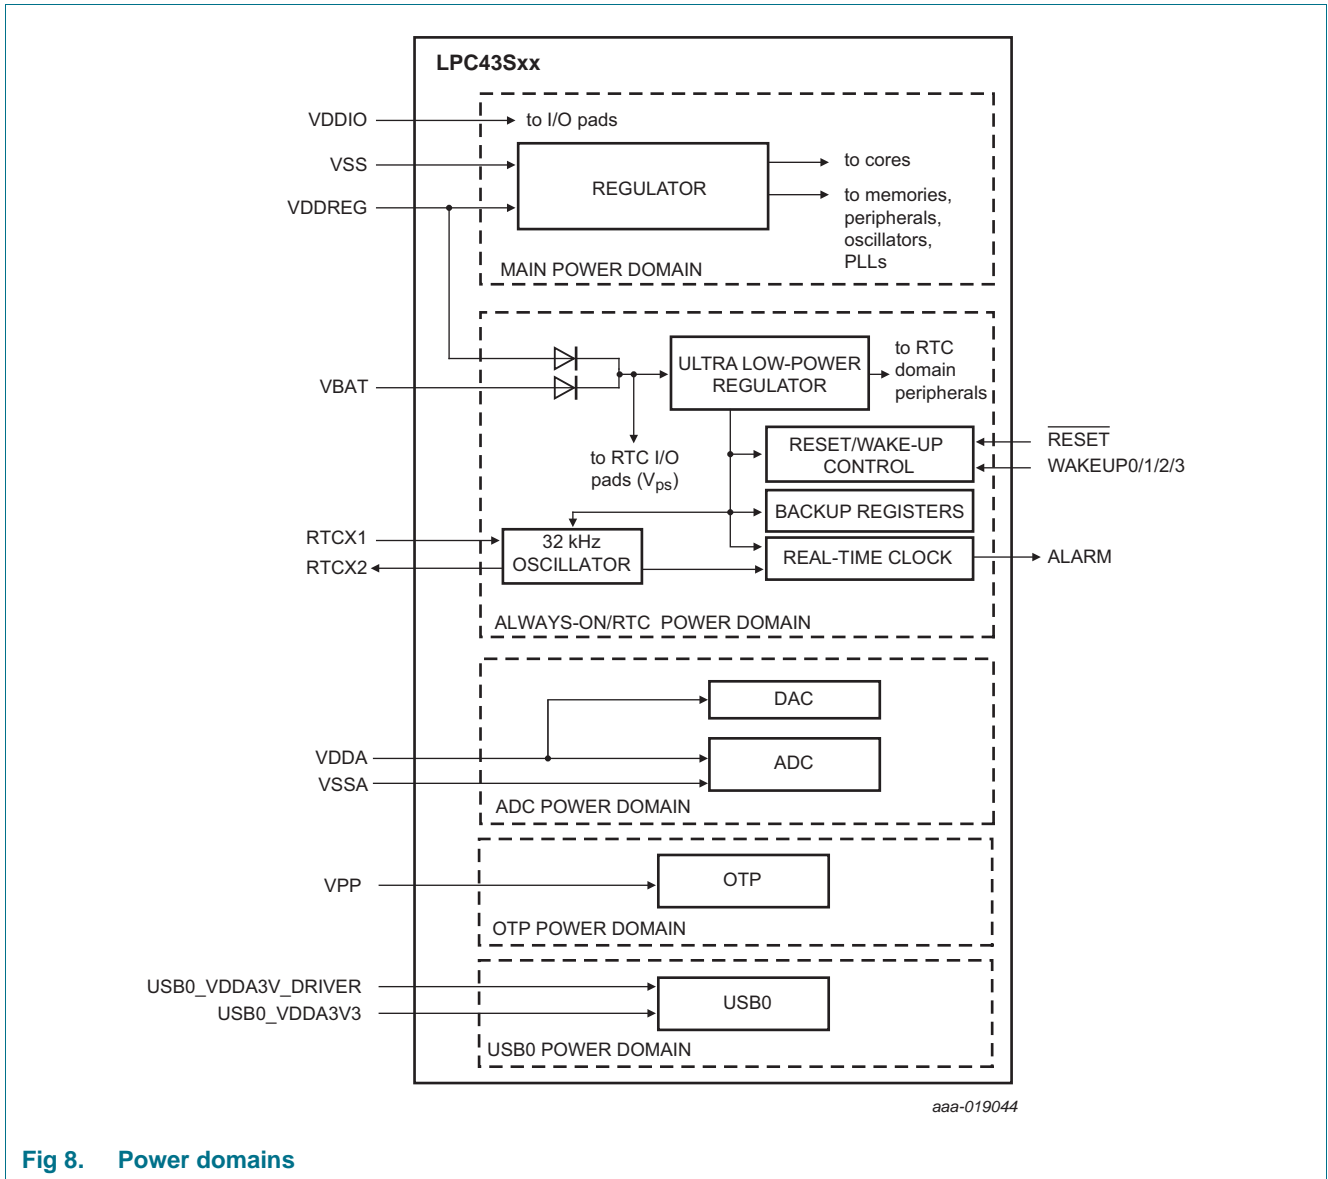 LPC43Sxx
VDDIO
to I/O pads
VSS
VDDREG
REGULATOR
to cores
to memories,
peripherals,
oscillators,
PLLs
MAIN POWER DOMAIN
VBAT
ULTRA LOW-POWER
REGULATOR
to RTC
domain
peripherals
to RTC I/O
pads (Vps)
RESET/WAKE-UP
CONTROL
RESET
WAKEUP0/1/2/3
BACKUP REGISTERS
RTCX1
RTCX2
32 kHz
OSCILLATOR
REAL-TIME CLOCK
ALARM
ALWAYS-ON/RTC POWER DOMAIN
DAC
VDDA
VSSA
ADC
ADC POWER DOMAIN
VPP
OTP
OTP POWER DOMAIN
USB0_VDDA3V_DRIVER
USB0_VDDA3V3
USB0
USB0 POWER DOMAIN
aaa-019044
Fig 8. Power domains